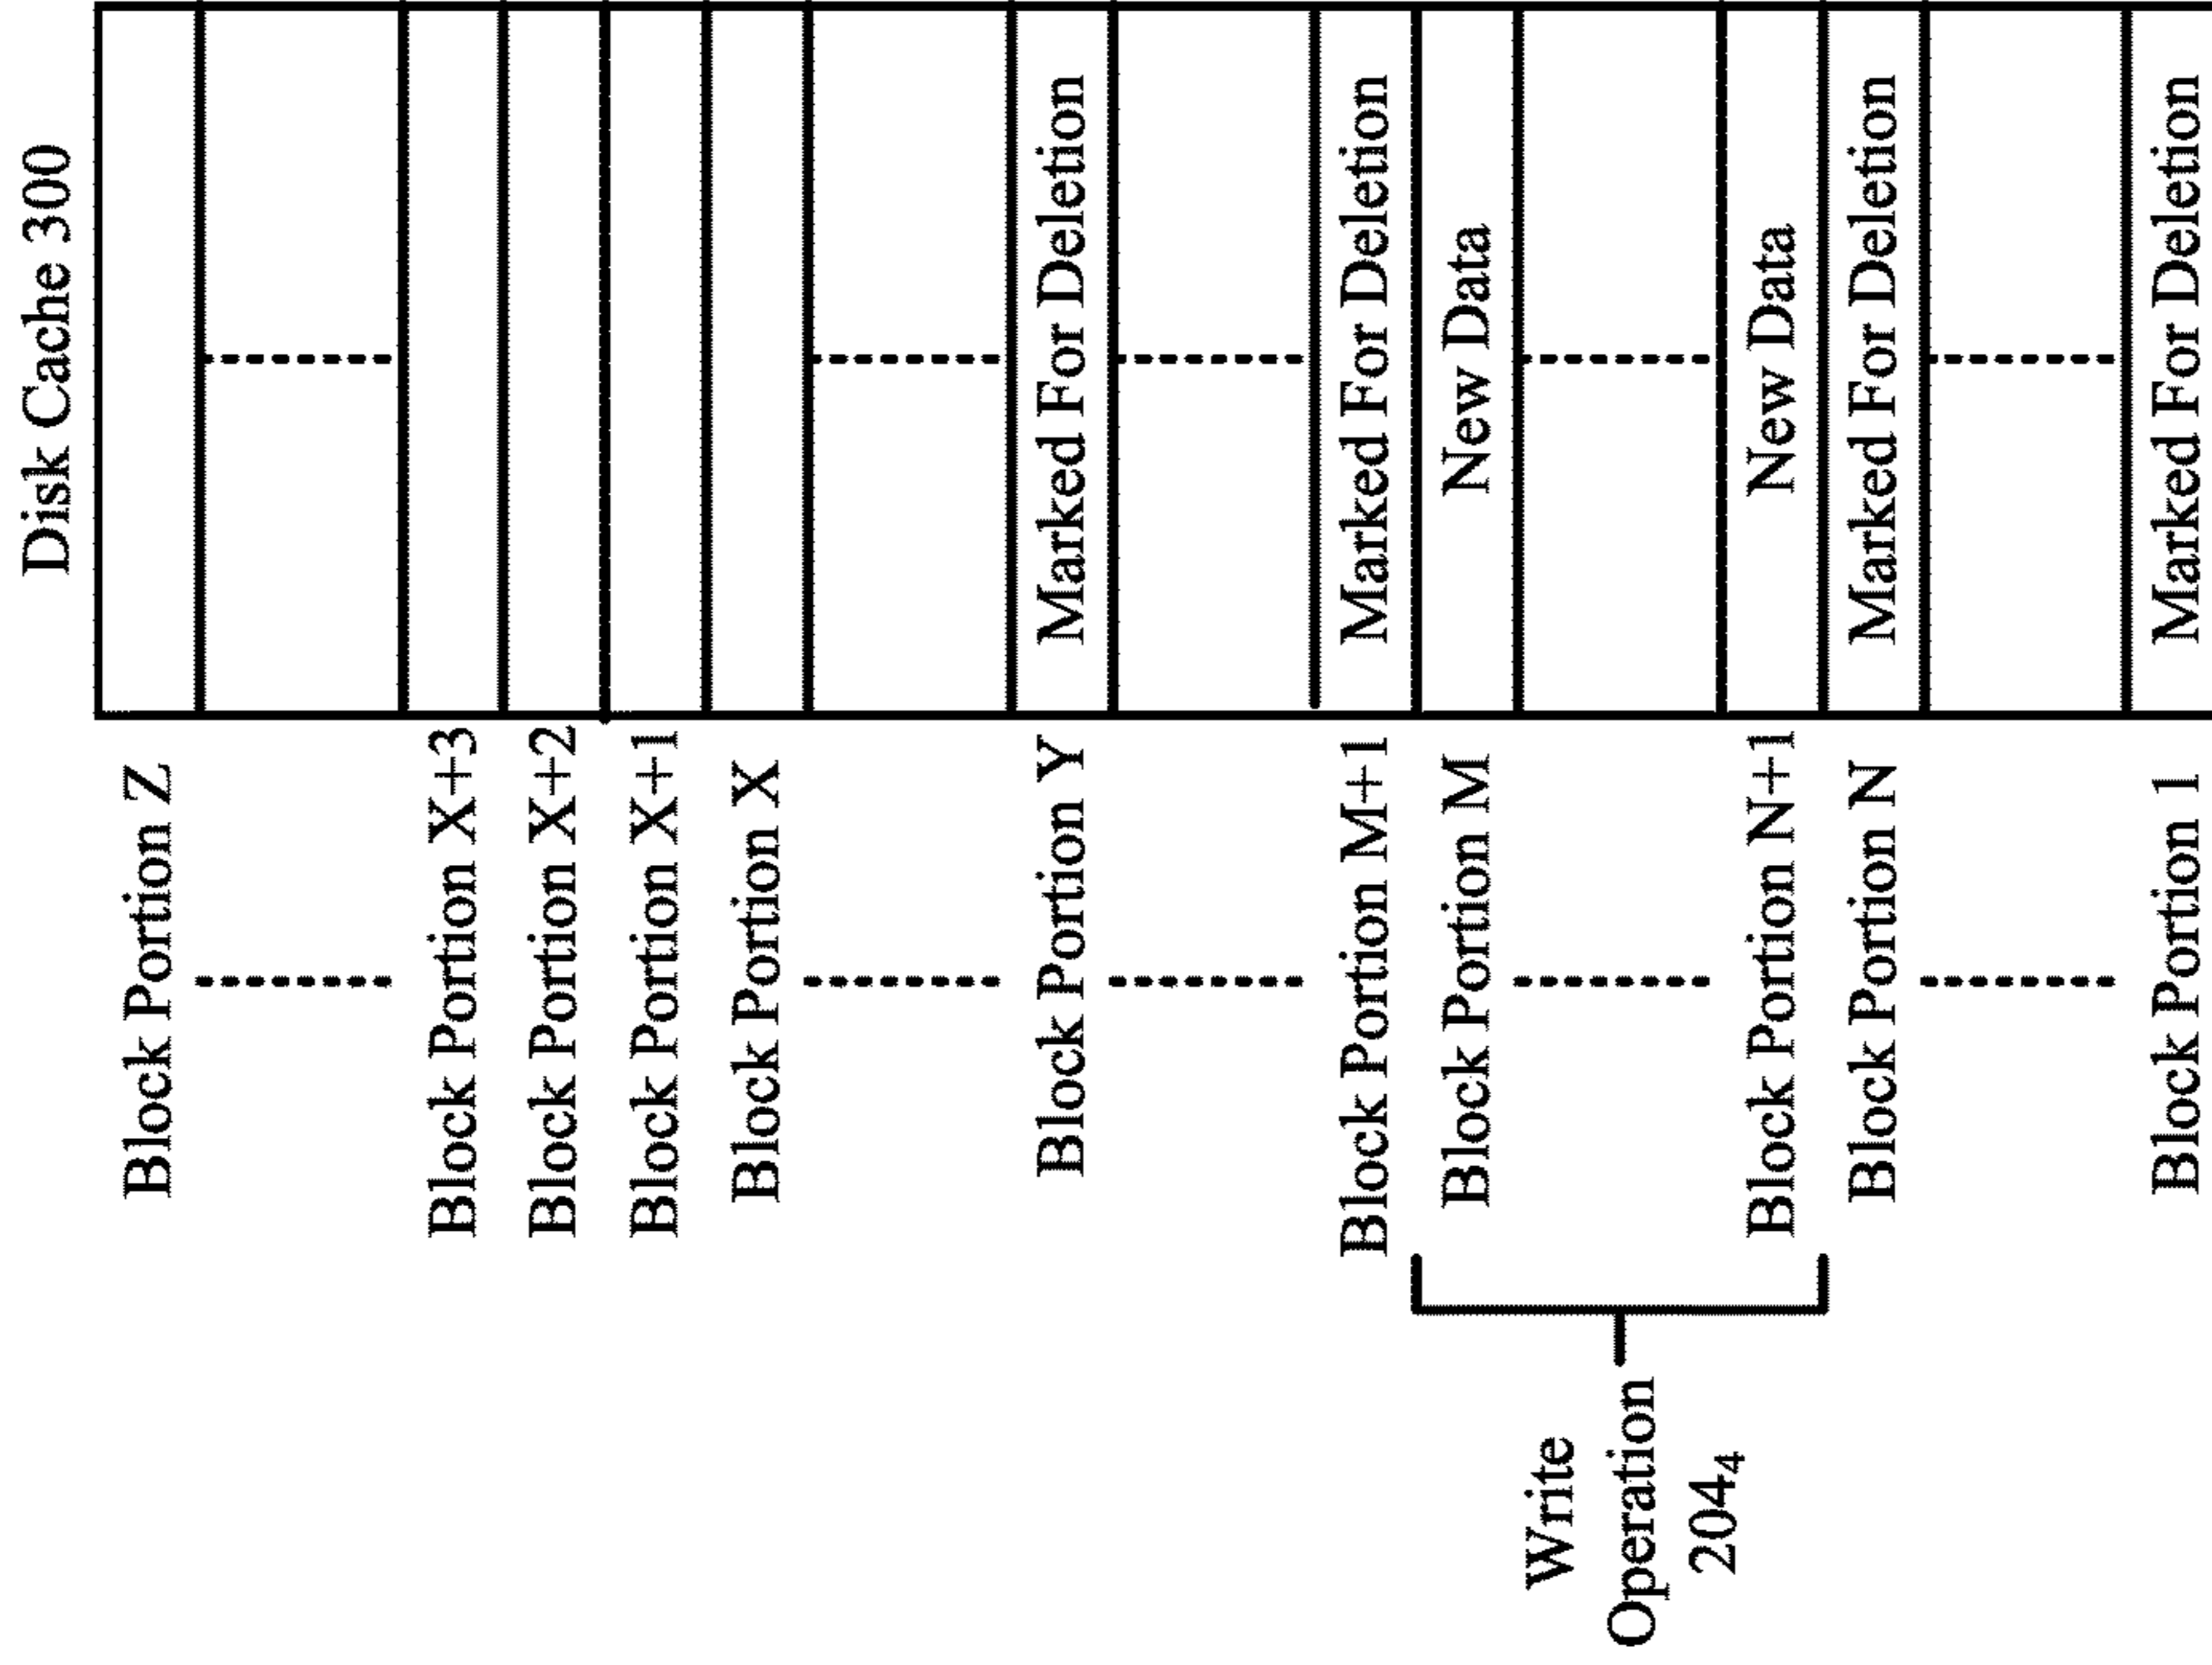 Disk Cache 300
Block Portion Z
Block Portion X+3
Block Portion X+2
Block Portion X+1
Block Portion X
Block Portion Y Marked For Deletion
Block Portion M+1 Marked For Deletion
Block Portion M New Data
Write
Operation
204₄
Block Portion N+1 New Data
Block Portion N Marked For Deletion
Block Portion 1 Marked For Deletion